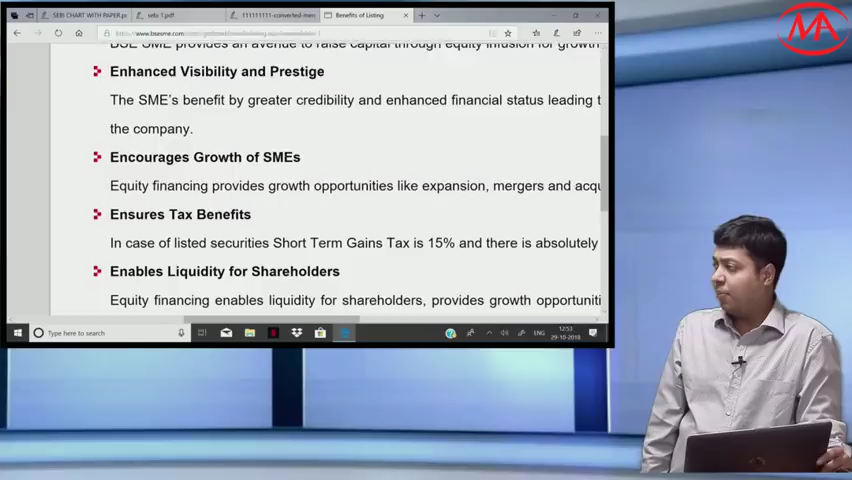 SEBI CHART WITH PAPER.pc
sebi 1.pdf
111111111-converted-men
Benefits of Listing
BSE SME provides an avenue to raise capital through equity infusion for growth
MA
Enhanced Visibility and Prestige
The SME's benefit by greater credibility and enhanced financial status leading t
the company.
Encourages Growth of SMEs
Equity financing provides growth opportunities like expansion, mergers and acqu
Ensures Tax Benefits
In case of listed securities Short Term Gains Tax is 15% and there is absolutely
Enables Liquidity for Shareholders
Equity financing enables liquidity for shareholders, provides growth opportuniti
Type here to search
ENG
12:53
29-10-2018